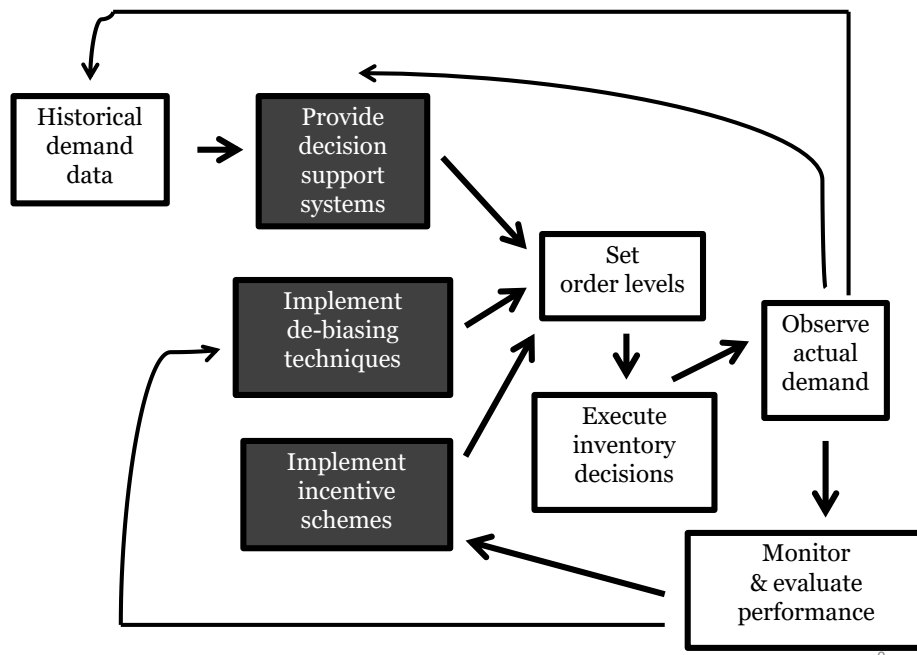 Historical
demand
data
Provide
decision
support
systems
Set
order levels
Implement
de-biasing
techniques
Observe
actual
demand
Execute
inventory
decisions
Implement
incentive
schemes
Monitor
& evaluate
performance